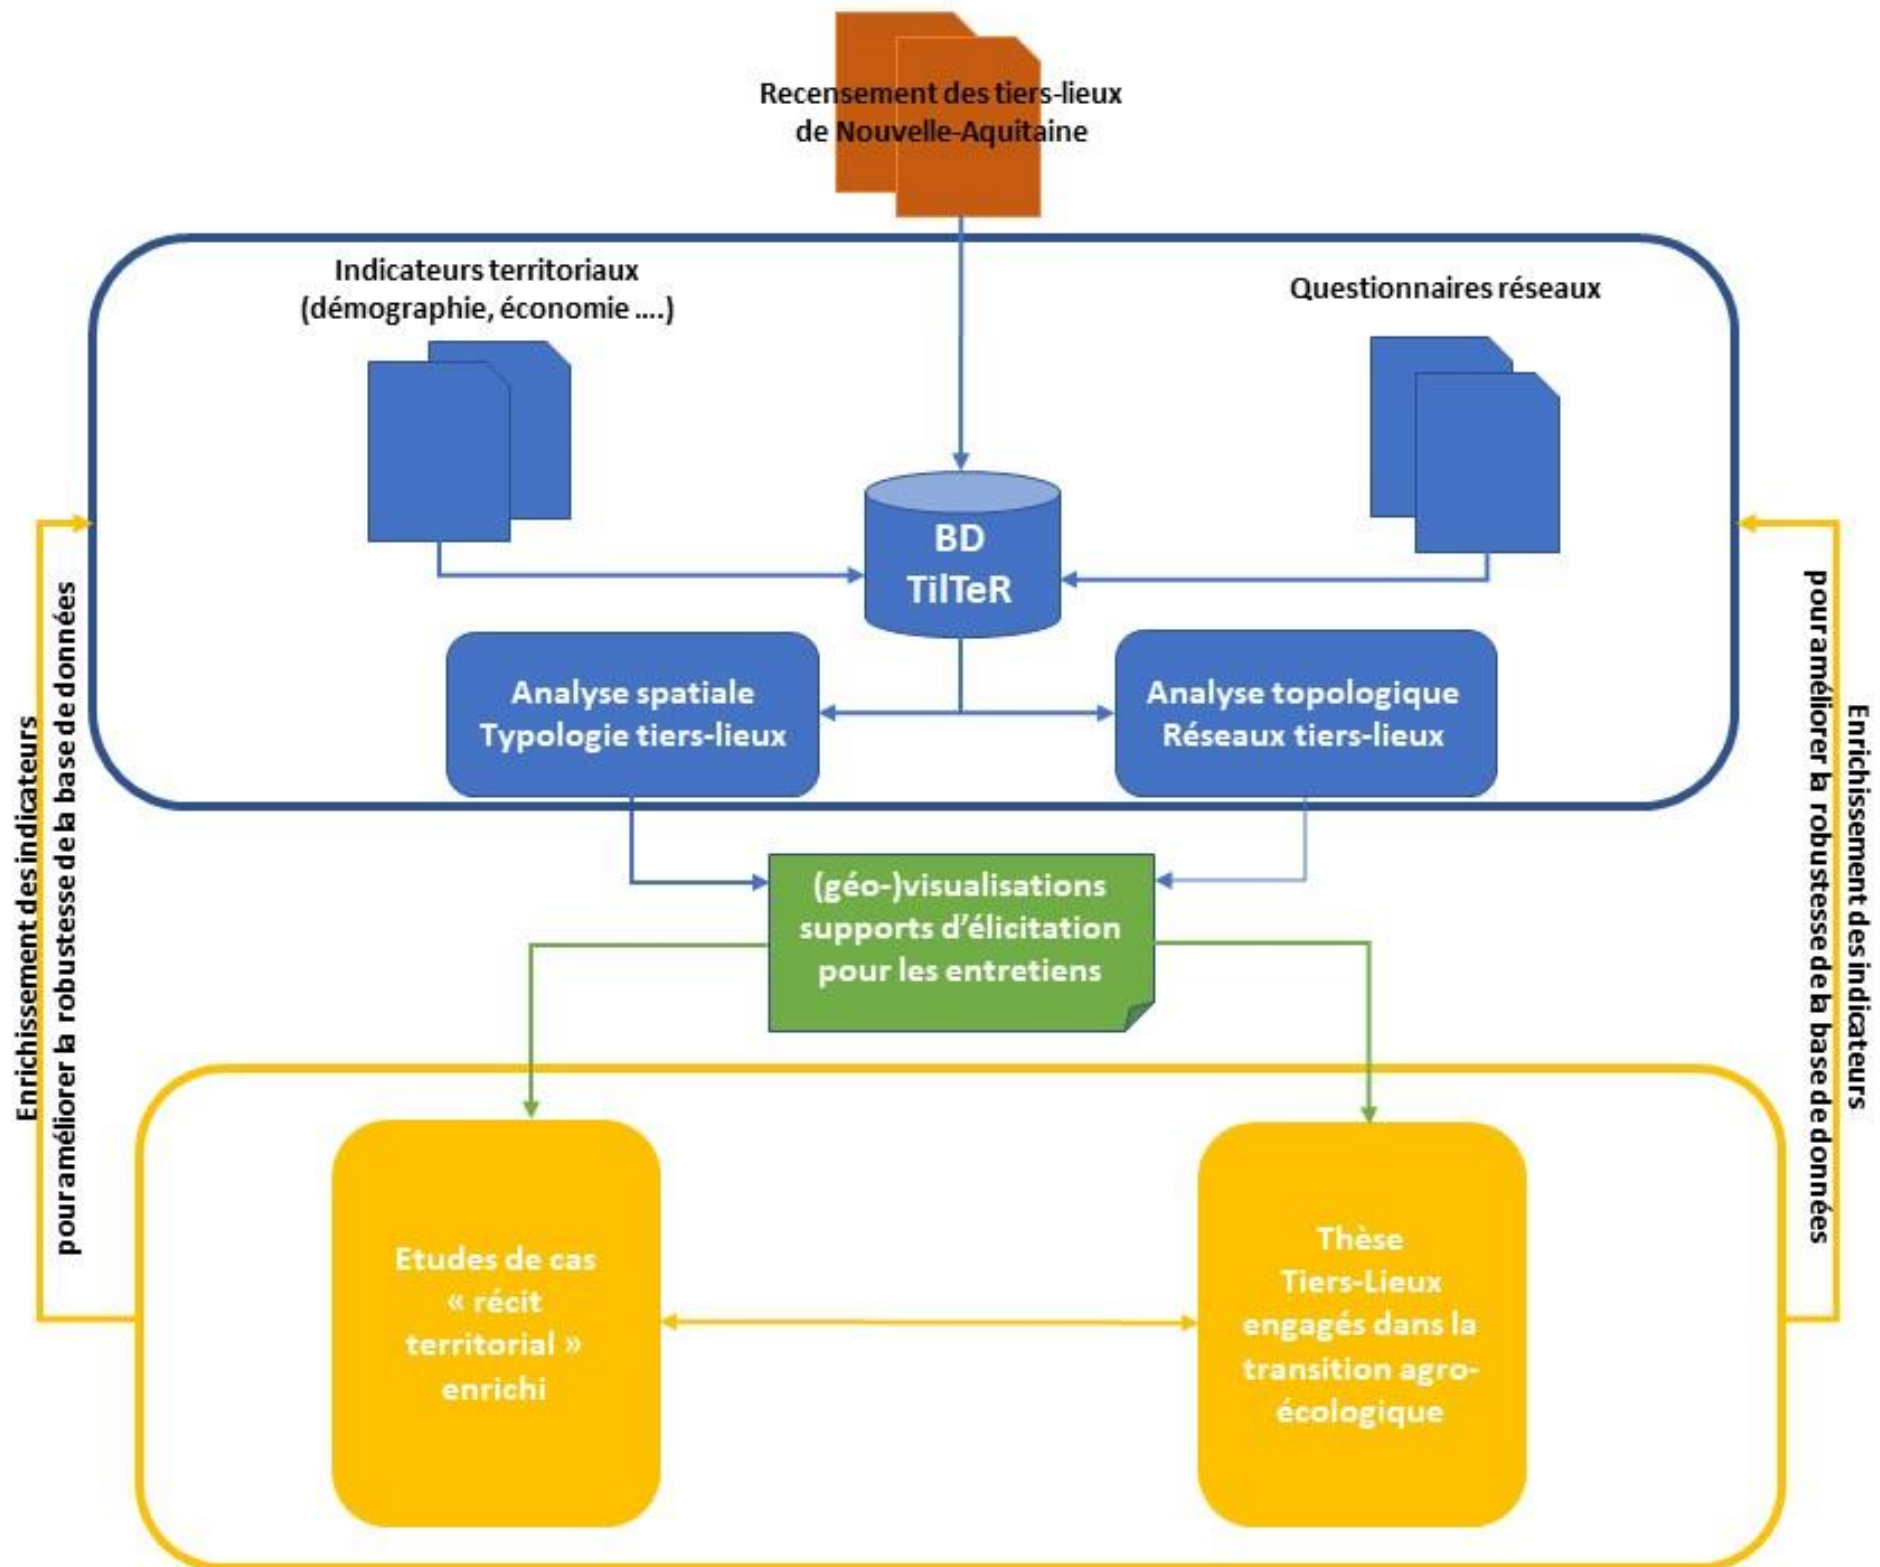 Recensement des tiers-lieux
de Nouvelle-Aquitaine
Indicateurs territoriaux
(démographie, économie ....)
Questionnaires réseaux
BD
TilTeR
Analyse spatiale
Typologie tiers-lieux
Analyse topologique
Réseaux tiers-lieux
(géo-)visualisations
supports d'élicitation
pour les entretiens
Etudes de cas
« récit
territorial »
enrichi
Thèse
Tiers-Lieux
engagés dans la
transition agro-
écologique
Enrichissement des indicateurs
pour améliorer la robustesse de la base de données
Enrichissement des indicateurs
pour améliorer la robustesse de la base de données